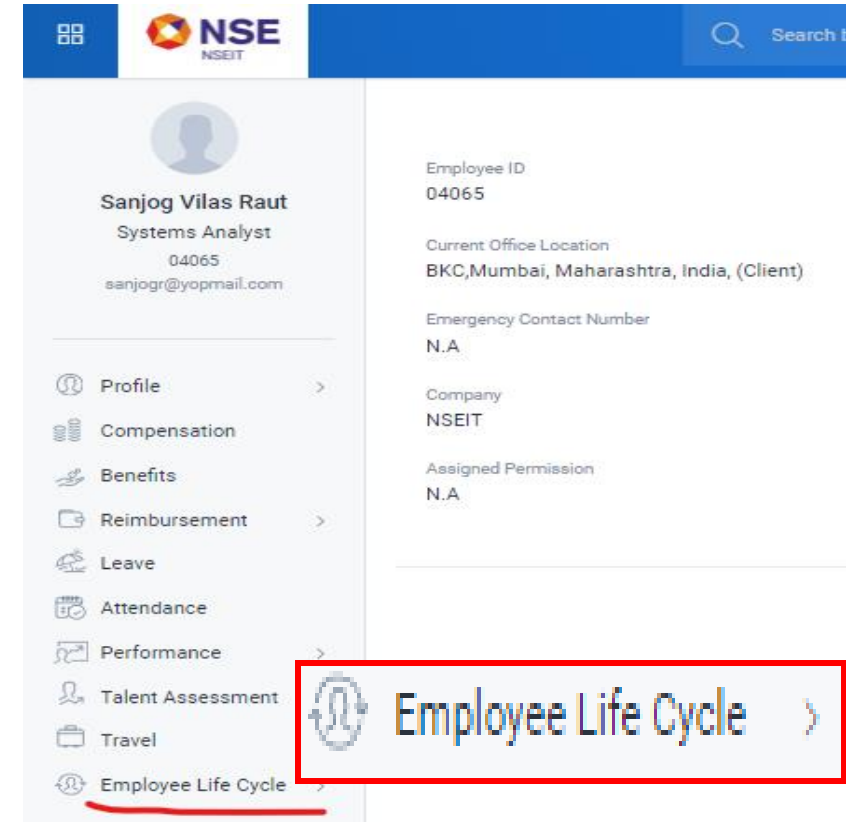 NSE
NSEIT
Search
Sanjog Vilas Raut
Systems Analyst
04065
sanjogr@yopmail.com
Profile
Compensation
Benefits
Reimbursement
Leave
Attendance
Performance
Talent Assessment
Travel
Employee Life Cycle
Employee ID
04065
Current Office Location
BKC,Mumbai, Maharashtra, India, (Client)
Emergency Contact Number
N.A
Company
NSEIT
Assigned Permission
N.A
Employee Life Cycle